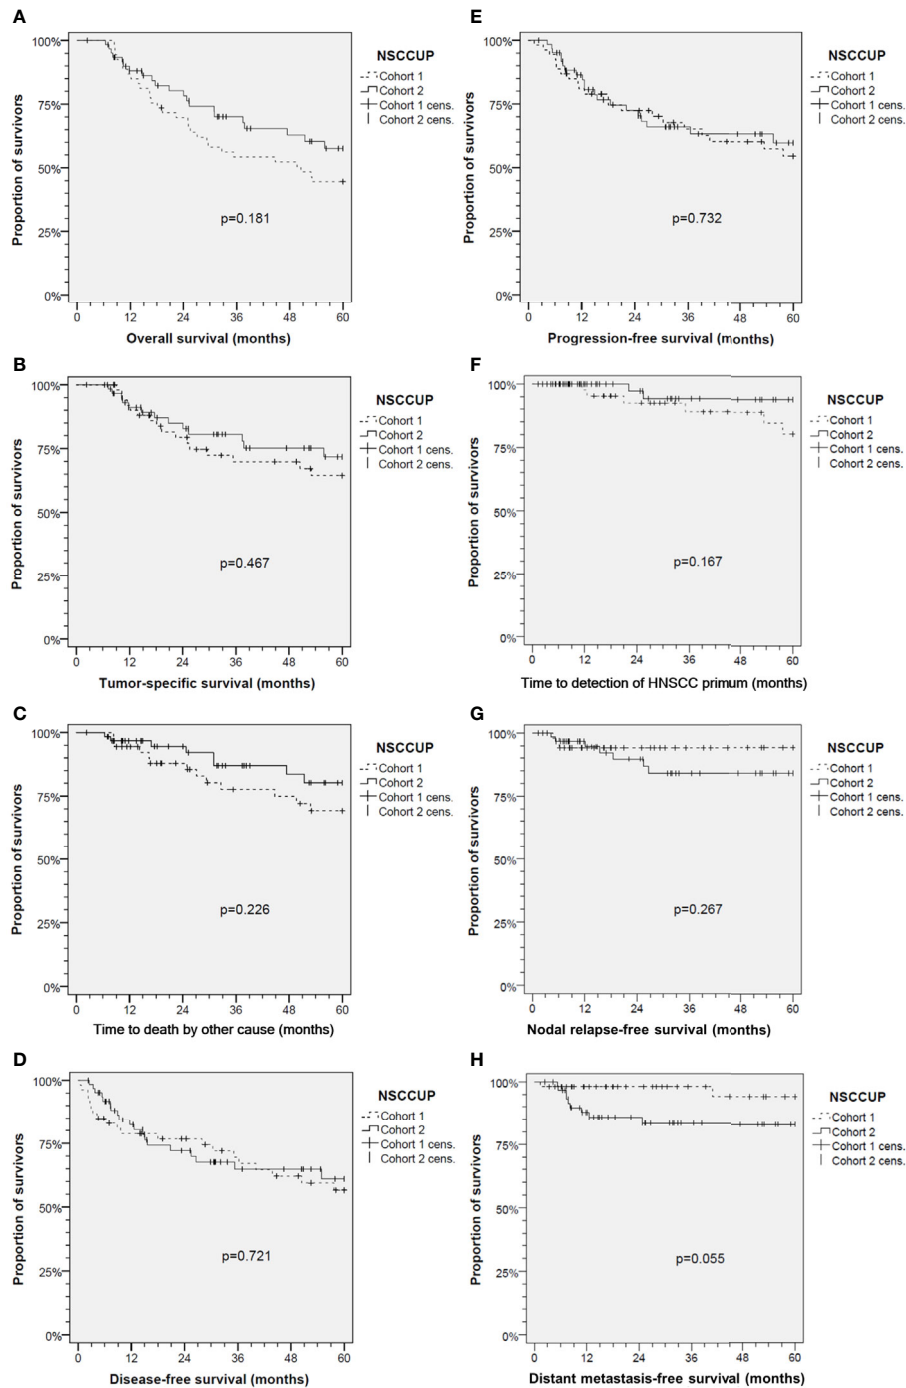 A
Proportion of survivors
100%
75%
50%
25%
0%
p=0.181
0 12 24 36 48 60
Overall survival (months)
NSCCUP
Cohort 1
Cohort 2
Cohort 1 cens.
Cohort 2 cens.
B
Proportion of survivors
100%
75%
50%
25%
0%
p=0.467
0 12 24 36 48 60
Tumor-specific survival (months)
NSCCUP
Cohort 1
Cohort 2
Cohort 1 cens.
Cohort 2 cens.
C
Proportion of survivors
100%
75%
50%
25%
0%
p=0.226
0 12 24 36 48 60
Time to death by other cause (months)
NSCCUP
Cohort 1
Cohort 2
Cohort 1 cens.
Cohort 2 cens.
D
Proportion of survivors
100%
75%
50%
25%
0%
p=0.721
0 12 24 36 48 60
Disease-free survival (months)
NSCCUP
Cohort 1
Cohort 2
Cohort 1 cens.
Cohort 2 cens.
E
Proportion of survivors
100%
75%
50%
25%
0%
p=0.732
0 12 24 36 48 60
Progression-free survival (months)
NSCCUP
Cohort 1
Cohort 2
Cohort 1 cens.
Cohort 2 cens.
F
Proportion of survivors
100%
75%
50%
25%
0%
p=0.167
0 12 24 36 48 60
Time to detection of HNSCC primum (months)
NSCCUP
Cohort 1
Cohort 2
Cohort 1 cens.
Cohort 2 cens.
G
Proportion of survivors
100%
75%
50%
25%
0%
p=0.267
0 12 24 36 48 60
Nodal relapse-free survival (months)
NSCCUP
Cohort 1
Cohort 2
Cohort 1 cens.
Cohort 2 cens.
H
Proportion of survivors
100%
75%
50%
25%
0%
p=0.055
0 12 24 36 48 60
Distant metastasis-free survival (months)
NSCCUP
Cohort 1
Cohort 2
Cohort 1 cens.
Cohort 2 cens.